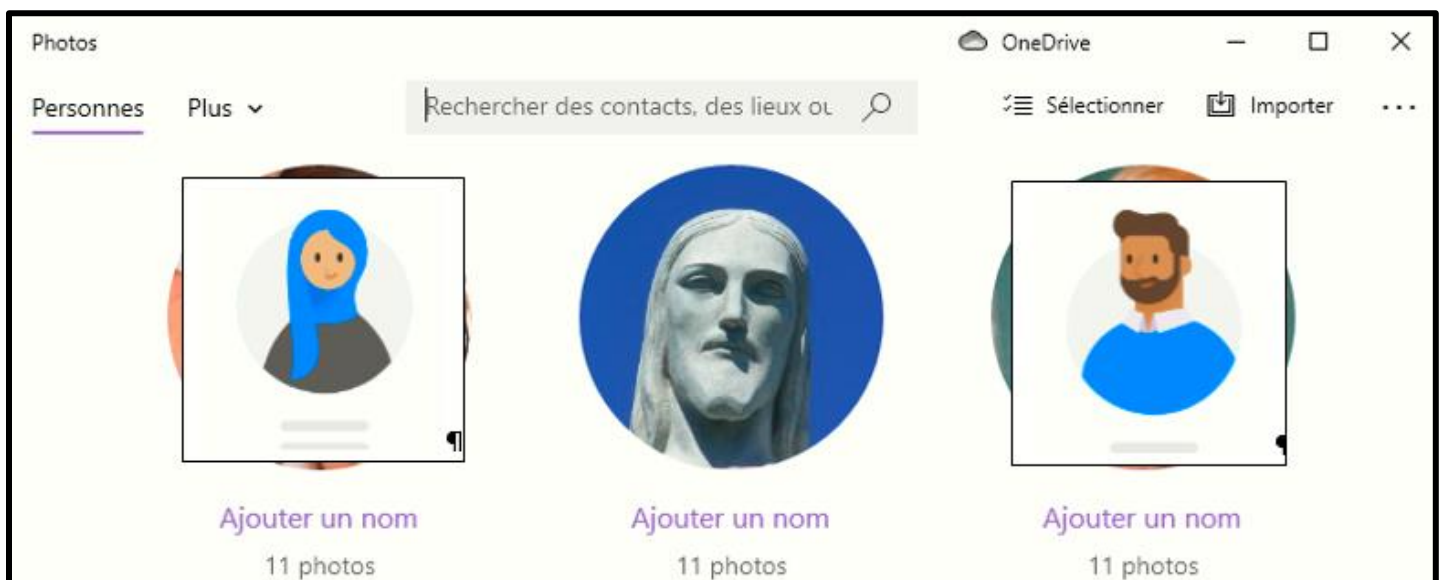 Photos OneDrive
Personnes Plus Rechercher des contacts, des lieux ou Sélectionner Importer ...
¶ ¶
Ajouter un nom Ajouter un nom Ajouter un nom
11 photos 11 photos 11 photos